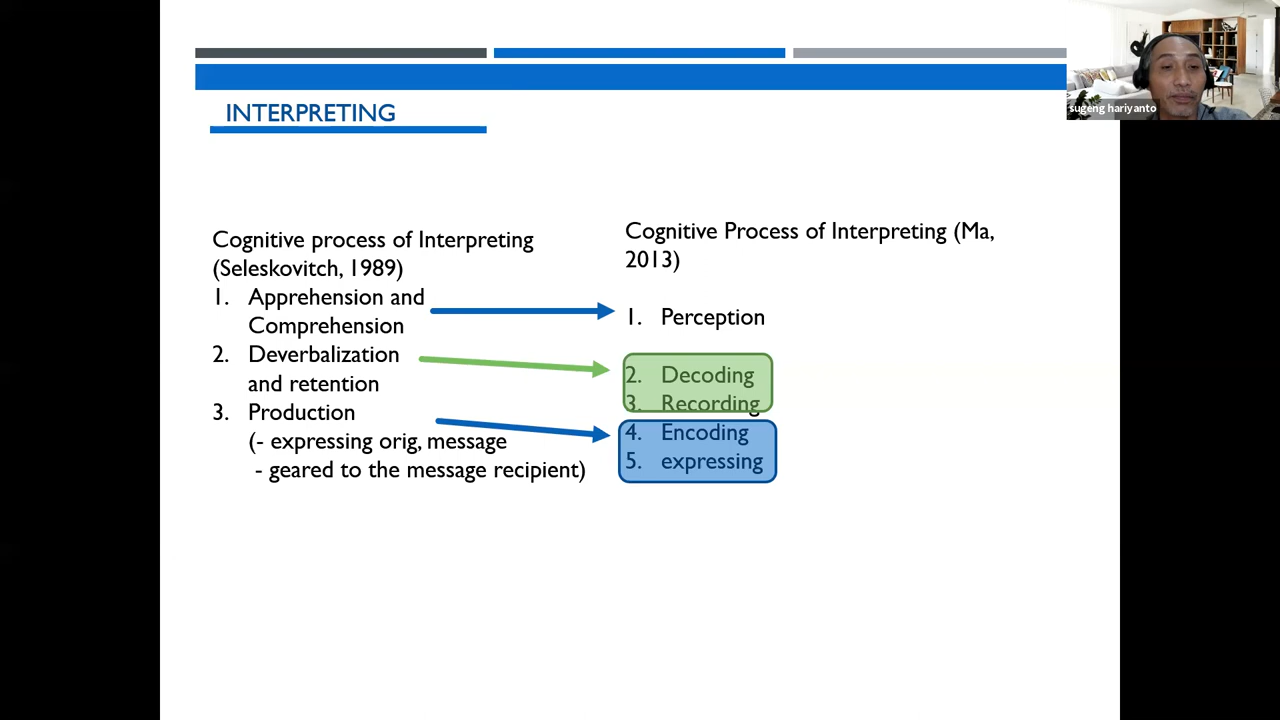 INTERPRETING
sugeng hariyanto
Cognitive process of Interpreting
(Seleskovitch, 1989)
1. Apprehension and
Comprehension
2. Deverbalization
and retention
3. Production
(- expressing orig, message
- geared to the message recipient)
Cognitive Process of Interpreting (Ma,
2013)
1. Perception
2. Decoding
3. Recording
4. Encoding
5. expressing